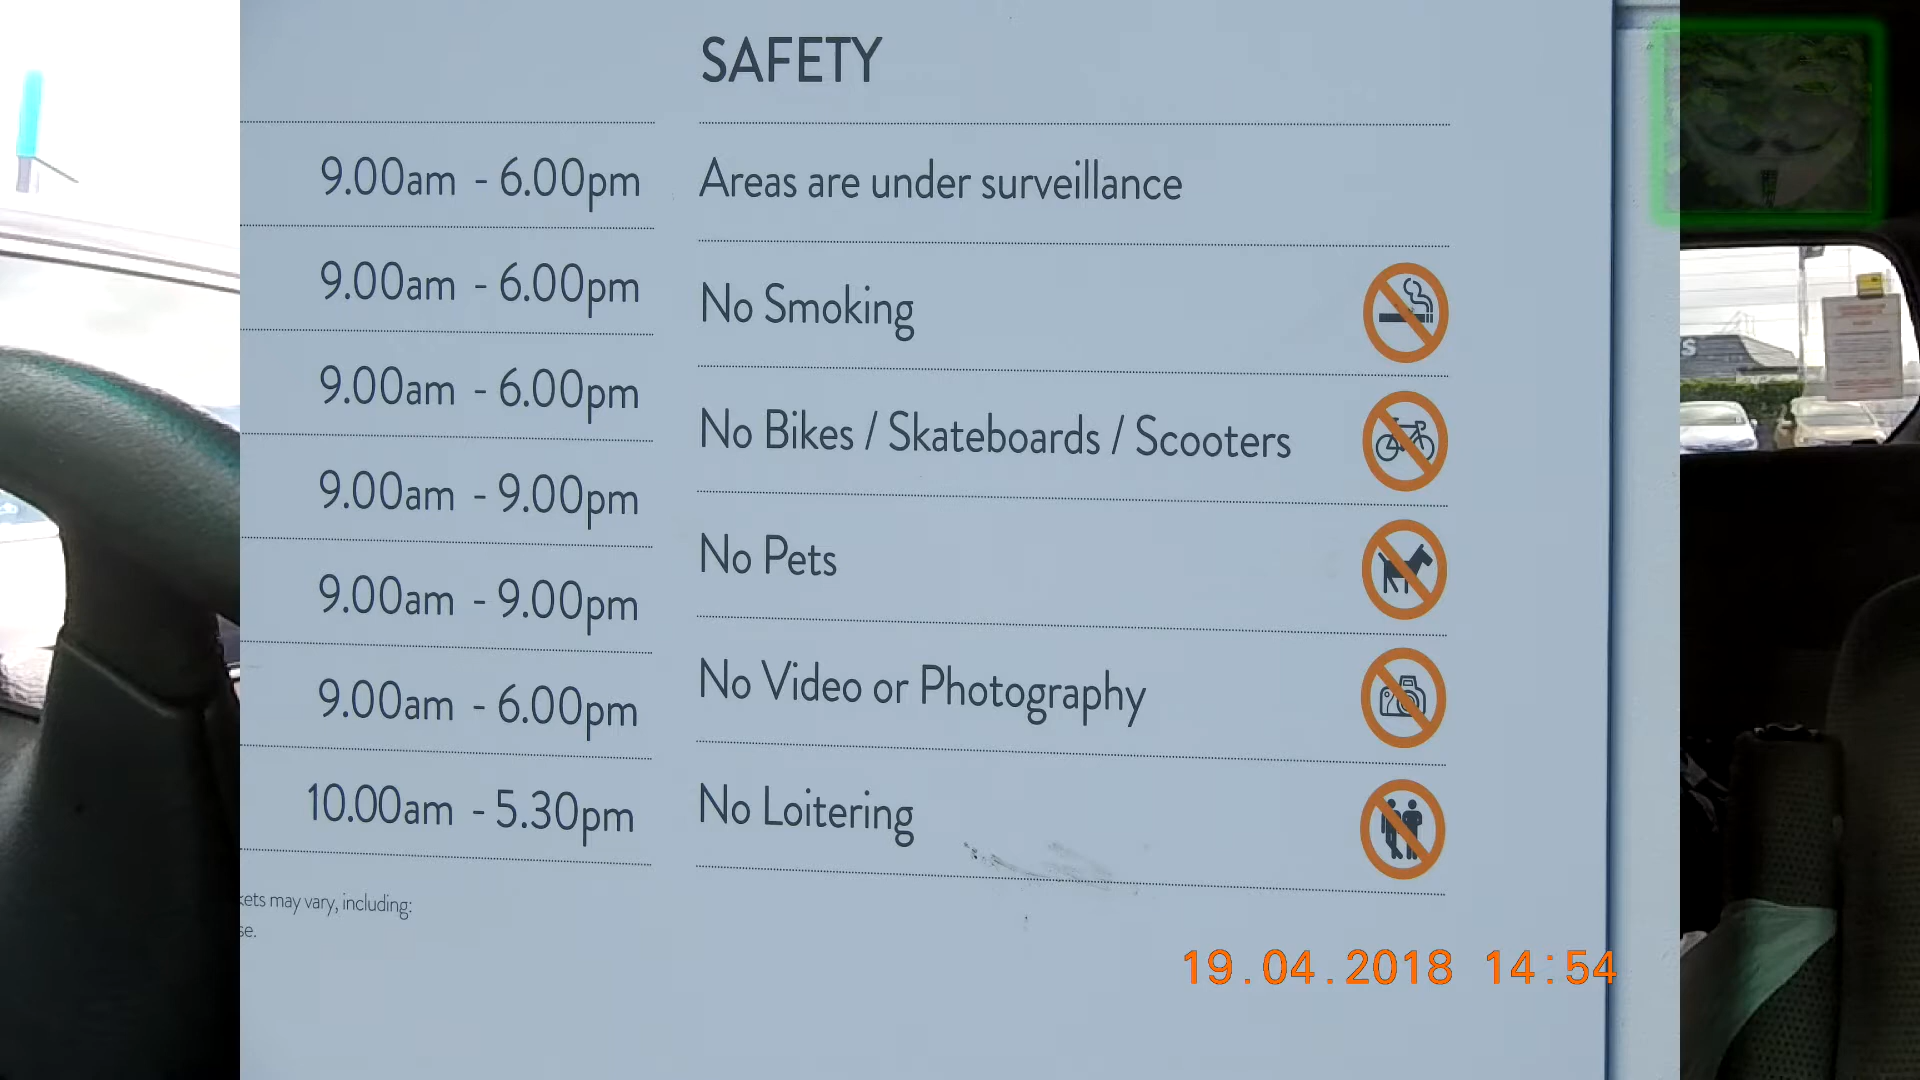 SAFETY
9.00am - 6.00pm
9.00am - 6.00pm
9.00am - 6.00pm
9.00am - 9.00pm
9.00am - 9.00pm
9.00am - 6.00pm
10.00am - 5.30pm
kets may vary, including:
se.
Areas are under surveillance
No Smoking
No Bikes / Skateboards / Scooters
No Pets
No Video or Photography
No Loitering
19.04.2018 14:54